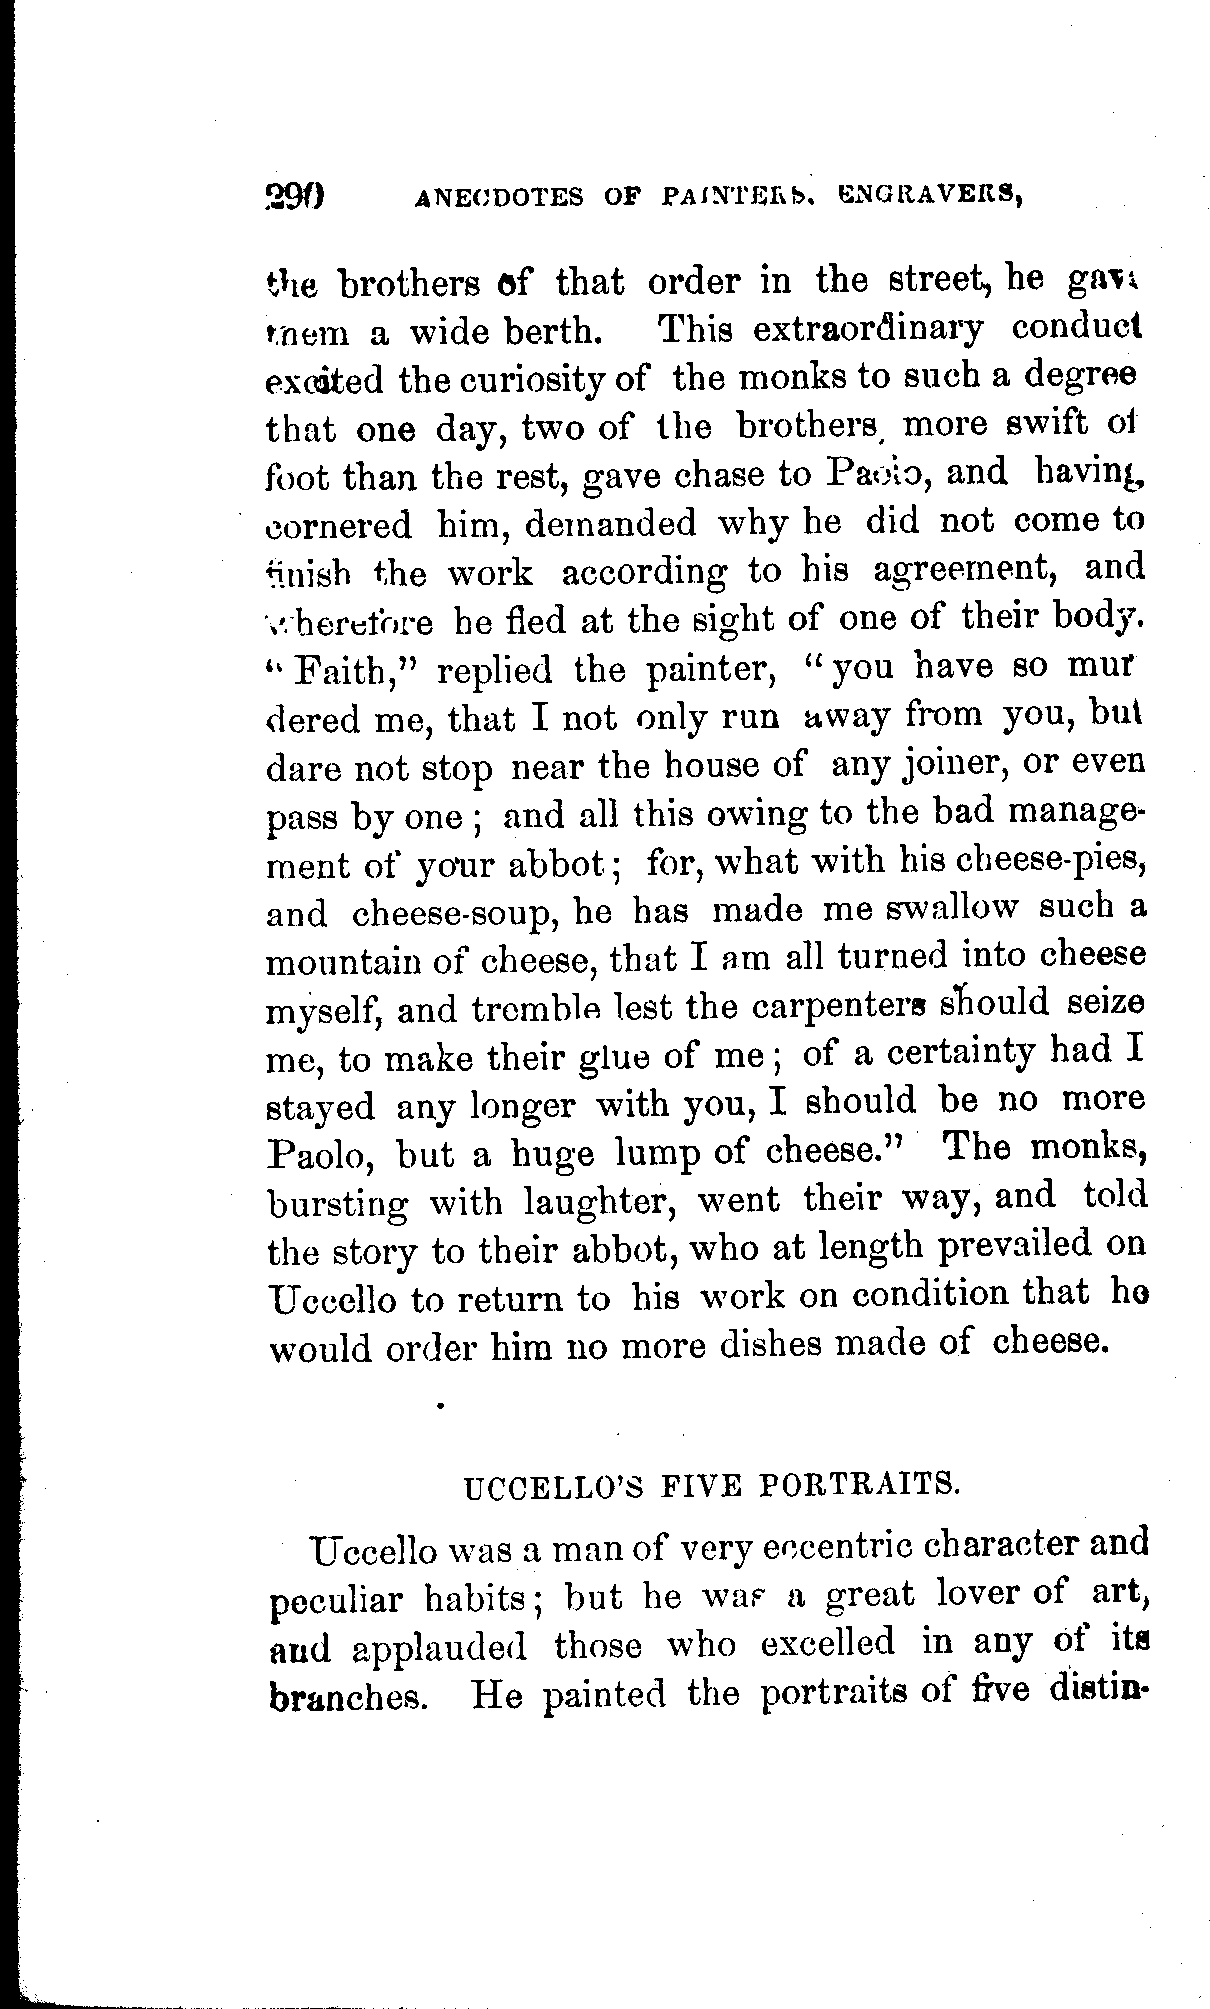 290 ANECDOTES OF PAINTERS, ENGRAVERS,
the brothers of that order in the street, he gave
them a wide berth. This extraordinary conduct
excited the curiosity of the monks to such a degree
that one day, two of the brothers, more swift of
foot than the rest, gave chase to Paolo, and having
cornered him, demanded why he did not come to
finish the work according to his agreement, and
wherefore he fled at the sight of one of their body.
"Faith," replied the painter, "you have so mur
dered me, that I not only run away from you, but
dare not stop near the house of any joiner, or even
pass by one; and all this owing to the bad manage-
ment of your abbot; for, what with his cheese-pies,
and cheese-soup, he has made me swallow such a
mountain of cheese, that I am all turned into cheese
myself, and tremble lest the carpenters should seize
me, to make their glue of me; of a certainty had I
stayed any longer with you, I should be no more
Paolo, but a huge lump of cheese." The monks,
bursting with laughter, went their way, and told
the story to their abbot, who at length prevailed on
Uccello to return to his work on condition that he
would order him no more dishes made of cheese.
UCCELLO'S FIVE PORTRAITS.
Uccello was a man of very eccentric character and
peculiar habits; but he was a great lover of art,
and applauded those who excelled in any of its
branches. He painted the portraits of five distin-